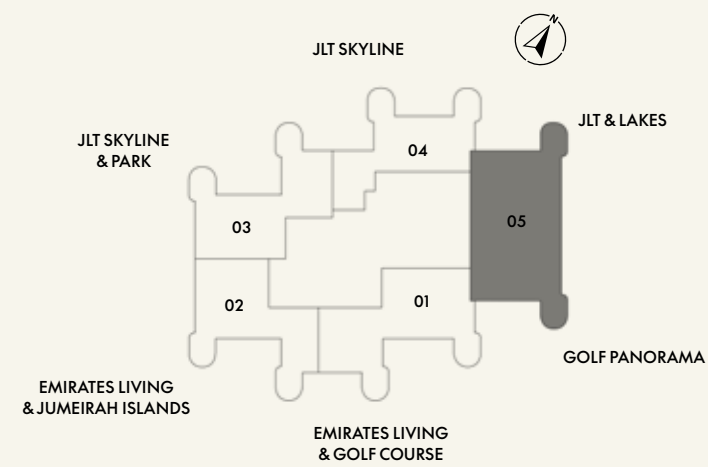 N
JLT SKYLINE
JLT & LAKES
JLT SKYLINE
& PARK
04
05
03
02
01
GOLF PANORAMA
EMIRATES LIVING
& JUMEIRAH ISLANDS
EMIRATES LIVING
& GOLF COURSE